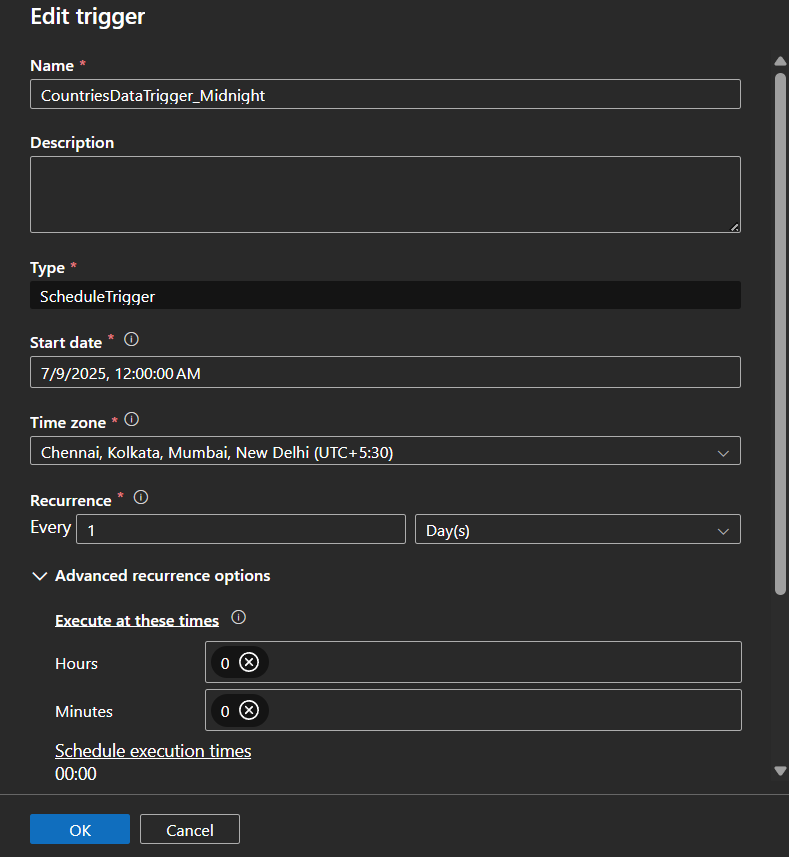 Edit trigger
Name *
CountriesDataTrigger_Midnight
Description
Type *
ScheduleTrigger
Start date *
7/9/2025, 12:00:00 AM
Time zone *
Chennai, Kolkata, Mumbai, New Delhi (UTC+5:30)
Recurrence *
Every 1 Day(s)
Advanced recurrence options
Execute at these times
Hours 0
Minutes 0
Schedule execution times
00:00
OK Cancel